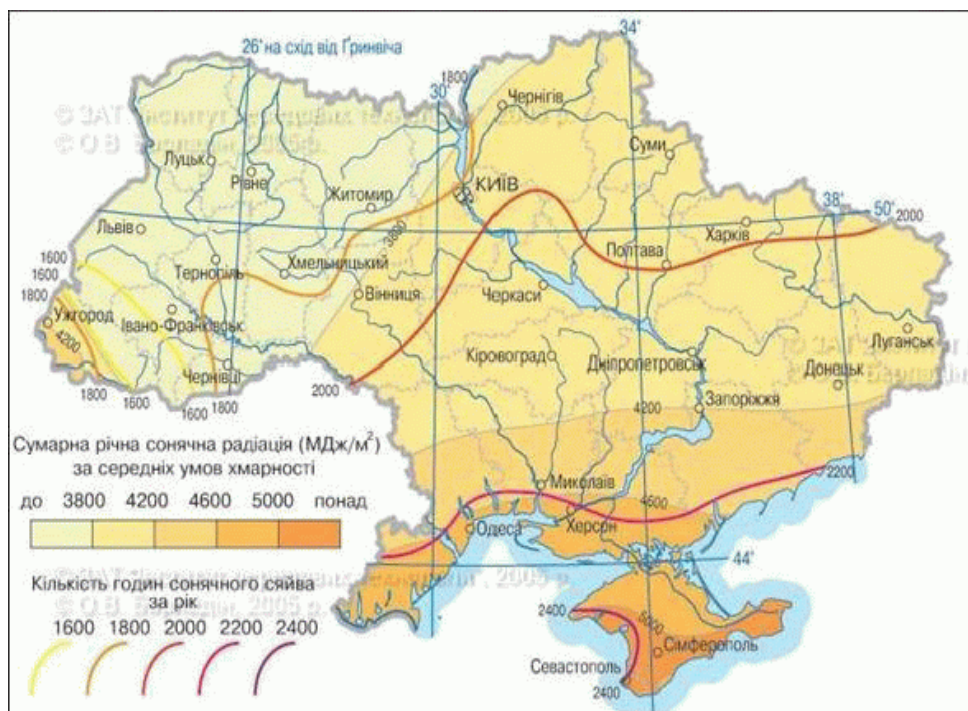 26° на схід від Ґринвіча
30°
34°
1800
Чернігів
Суми
Луцьк
Рівне
Житомир
КИЇВ
38°
50°
2000
Львів
3800
Харків
Полтава
1600
1600
1800
Тернопіль
Хмельницький
Вінниця
Черкаси
Ужгород
4200
Івано-Франківськ
Луганськ
Кіровоград
Дніпропетровськ
Чернівці
Донецьк
2000
1800
1600
1600
1800
Запоріжжя
4200
Сумарна річна сонячна радіація (МДж/м²)
за середніх умов хмарності
до 3800 4200 4600 5000 понад
2200
Миколаїв
4600
Одеса
Херсон
44°
Кількість годин сонячного сяйва
за рік
1600 1800 2000 2200 2400
2400
5000
Сімферополь
Севастополь
2400